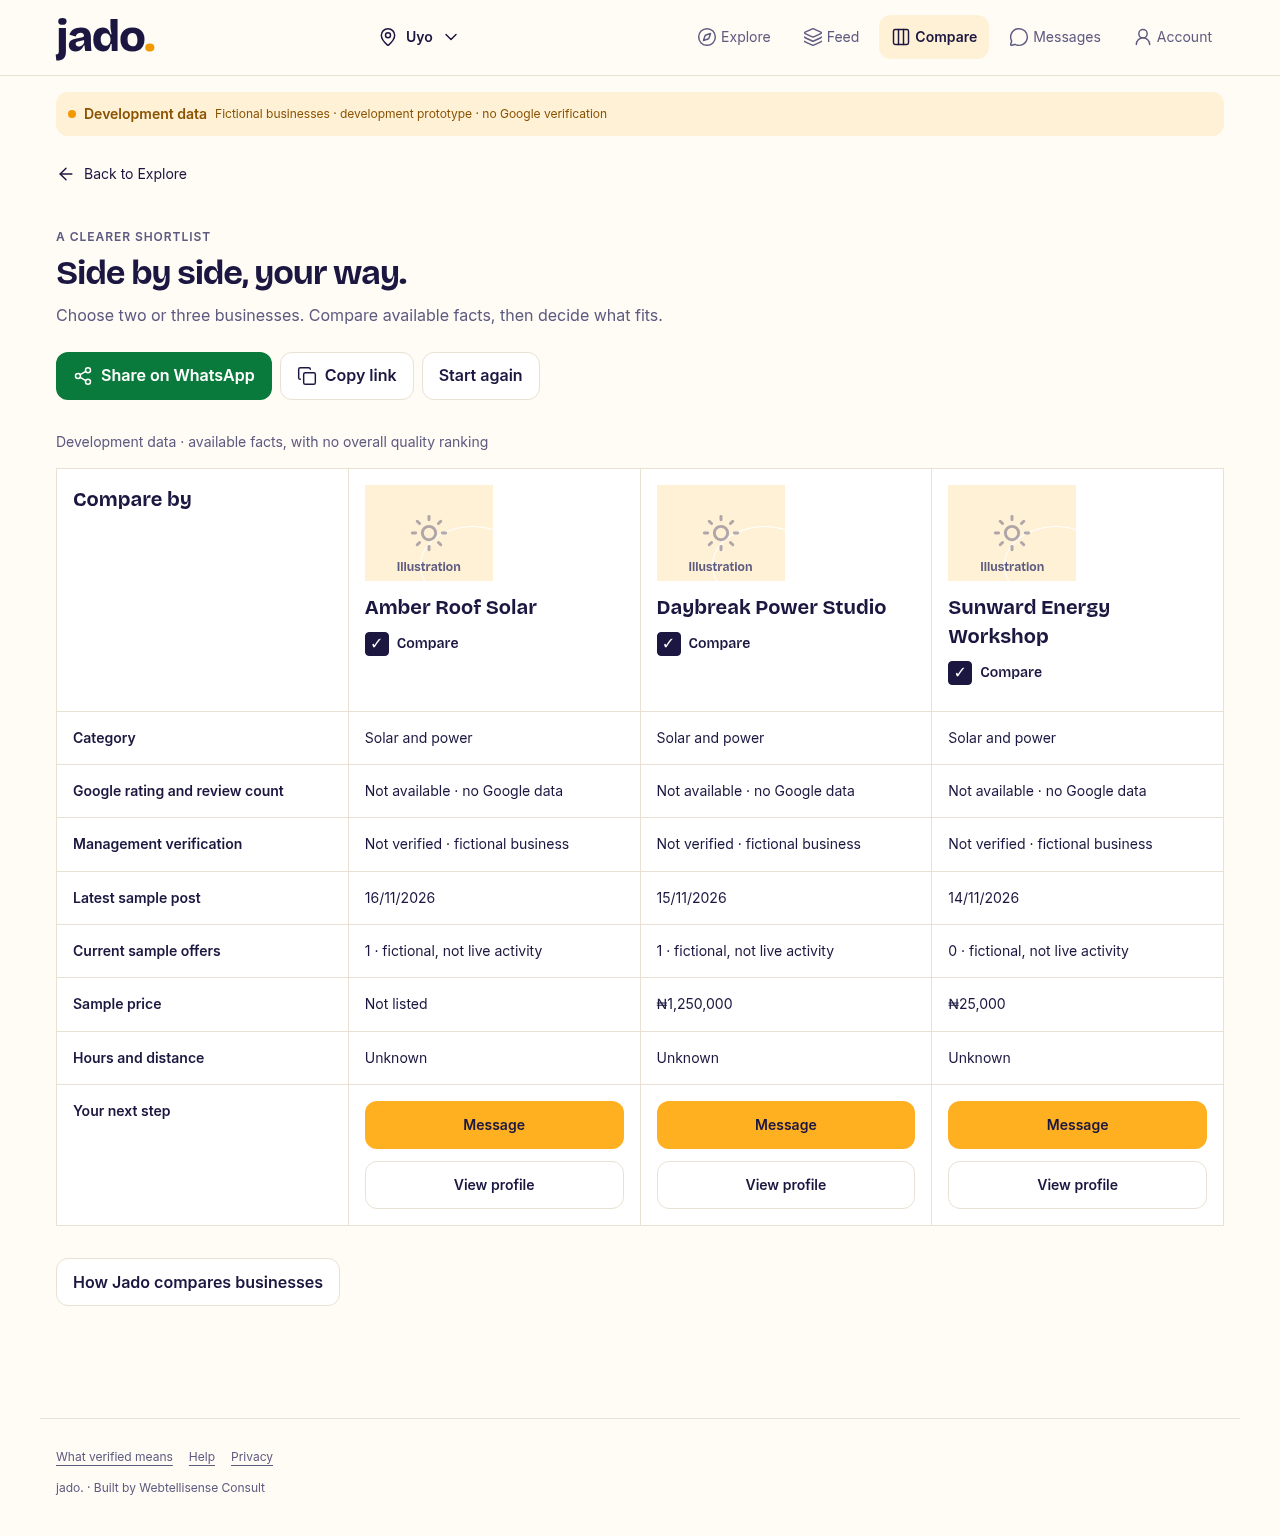 jado.
Uyo
Explore
Feed
Compare
Messages
Account
Development data Fictional businesses · development prototype · no Google verification
Back to Explore
A CLEARER SHORTLIST
Side by side, your way.
Choose two or three businesses. Compare available facts, then decide what fits.
Share on WhatsApp
Copy link
Start again
Development data · available facts, with no overall quality ranking
Compare by
Illustration
Amber Roof Solar
✓ Compare
Illustration
Daybreak Power Studio
✓ Compare
Illustration
Sunward Energy
Workshop
✓ Compare
Category Solar and power Solar and power Solar and power
Google rating and review count Not available · no Google data Not available · no Google data Not available · no Google data
Management verification Not verified · fictional business Not verified · fictional business Not verified · fictional business
Latest sample post 16/11/2026 15/11/2026 14/11/2026
Current sample offers 1 · fictional, not live activity 1 · fictional, not live activity 0 · fictional, not live activity
Sample price Not listed ₦1,250,000 ₦25,000
Hours and distance Unknown Unknown Unknown
Your next step
Message Message Message
View profile View profile View profile
How Jado compares businesses
What verified means Help Privacy
jado. · Built by Webtellisense Consult